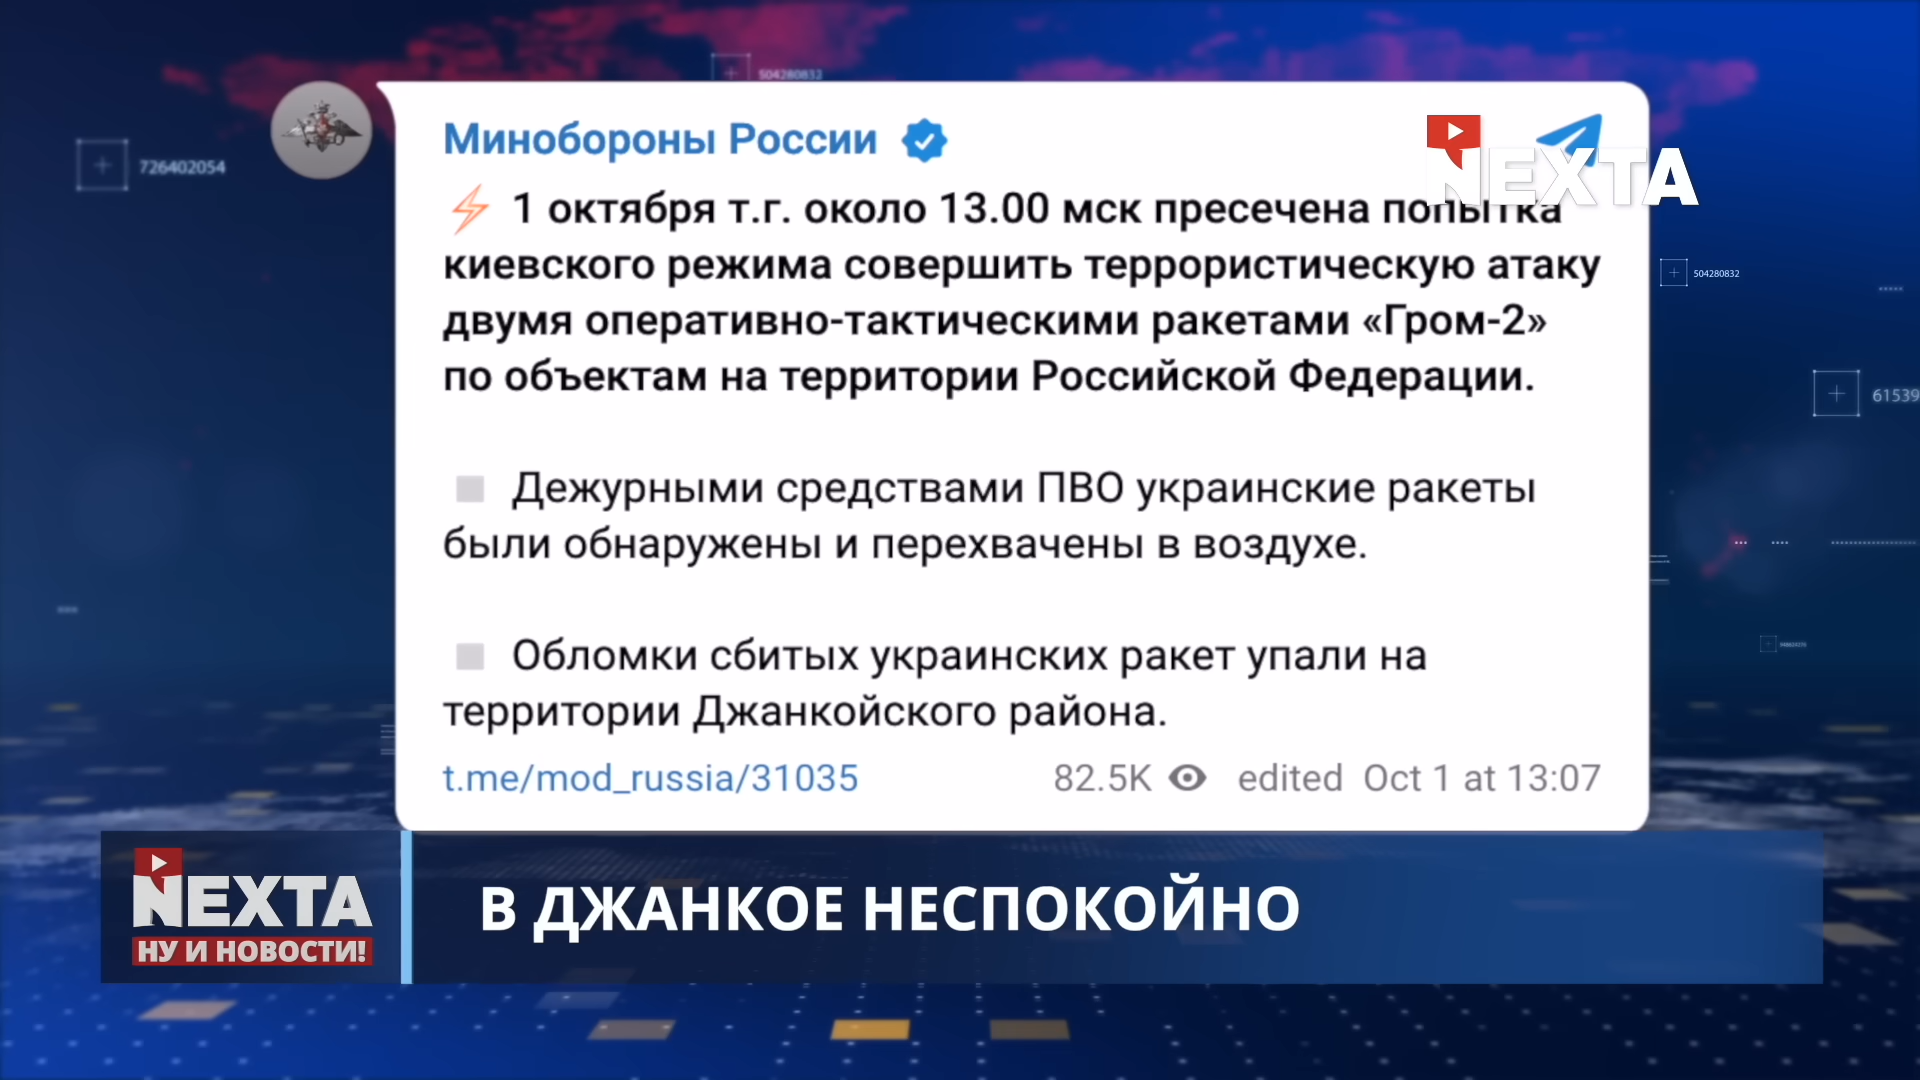 504280832
726402054
Минобороны России
NEXTA
⚡ 1 октября т.г. около 13.00 мск пресечена попытка
киевского режима совершить террористическую атаку
двумя оперативно-тактическими ракетами «Гром-2»
по объектам на территории Российской Федерации.
504280832
61539
Дежурными средствами ПВО украинские ракеты
были обнаружены и перехвачены в воздухе.
Обломки сбитых украинских ракет упали на
территории Джанкойского района.
t.me/mod_russia/31035 82.5K edited Oct 1 at 13:07
NEXTA
НУ И НОВОСТИ!
В ДЖАНКОЕ НЕСПОКОЙНО